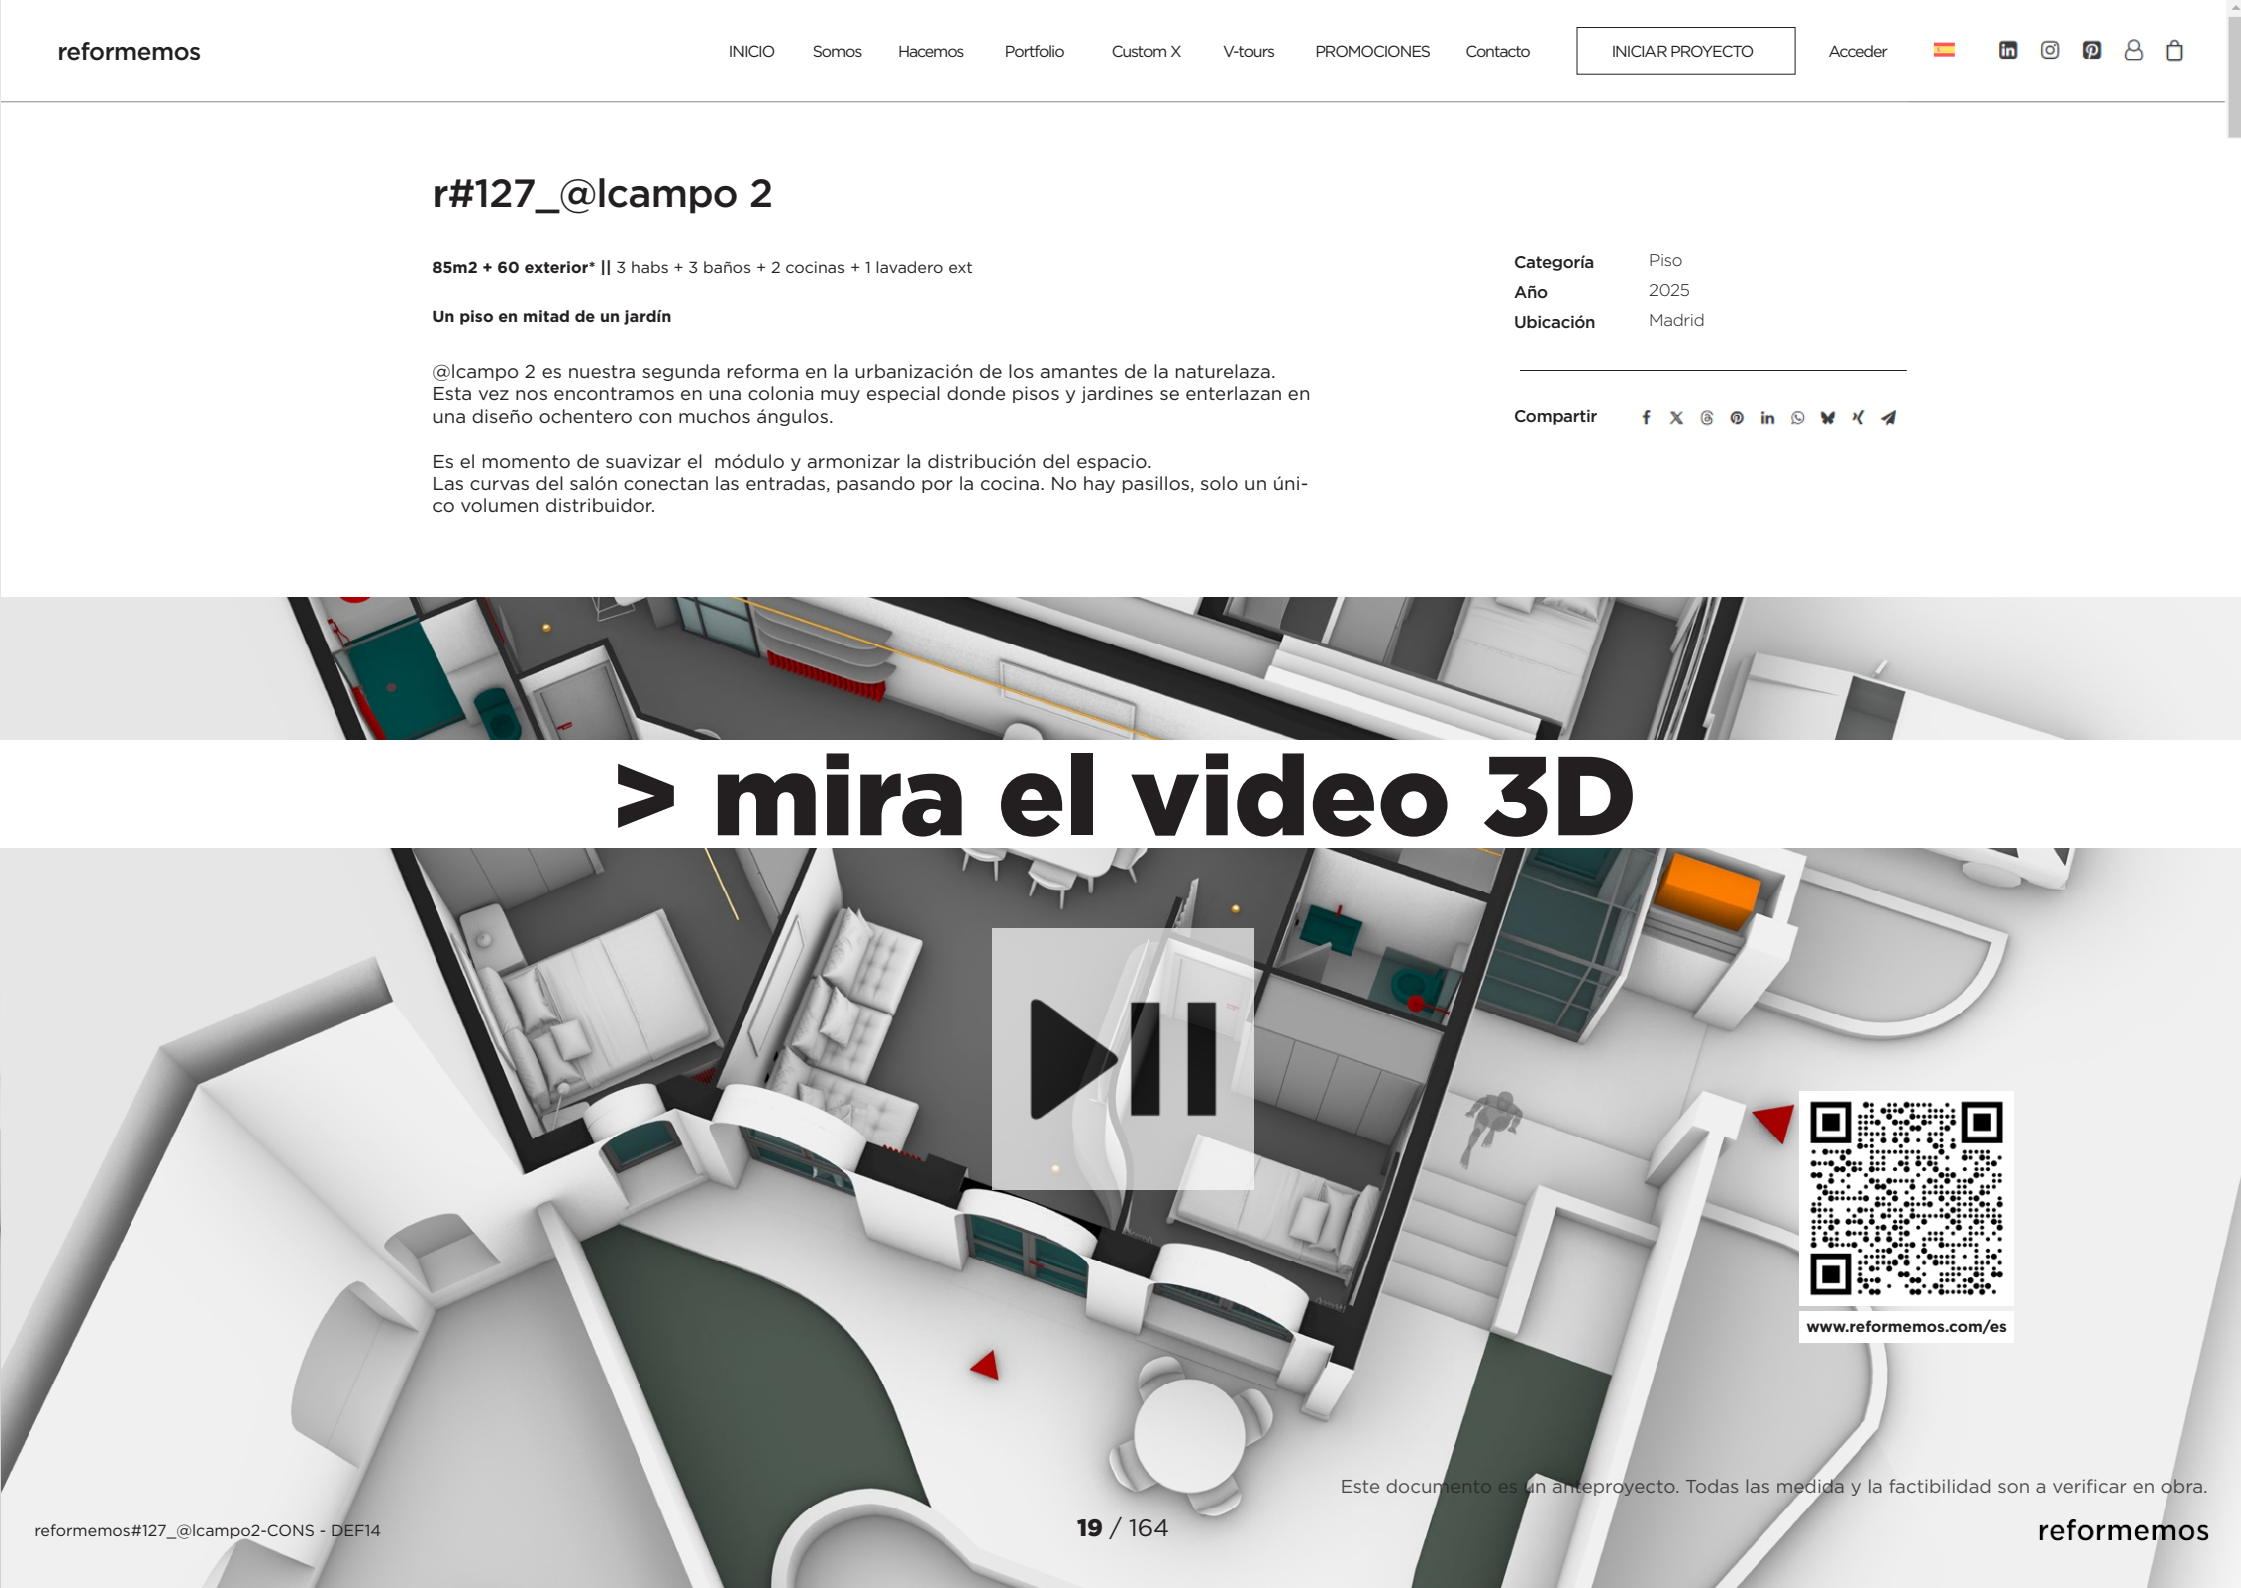 reformemos
INICIO Somos Hacemos Portfolio Custom X V-tours PROMOCIONES Contacto INICIAR PROYECTO Acceder
r#127_@lcampo 2
85m2 + 60 exterior* || 3 habs + 3 baños + 2 cocinas + 1 lavadero ext
Un piso en mitad de un jardín
@lcampo 2 es nuestra segunda reforma en la urbanización de los amantes de la naturelaza.
Esta vez nos encontramos en una colonia muy especial donde pisos y jardines se enterlazan en
una diseño ochentero con muchos ángulos.
Es el momento de suavizar el  módulo y armonizar la distribución del espacio.
Las curvas del salón conectan las entradas, pasando por la cocina. No hay pasillos, solo un úni-
co volumen distribuidor.
Categoría Piso
Año 2025
Ubicación Madrid
Compartir
> mira el video 3D
www.reformemos.com/es
Este documento es un anteproyecto. Todas las medida y la factibilidad son a verificar en obra.
reformemos#127_@lcampo2-CONS - DEF14
19 / 164
reformemos